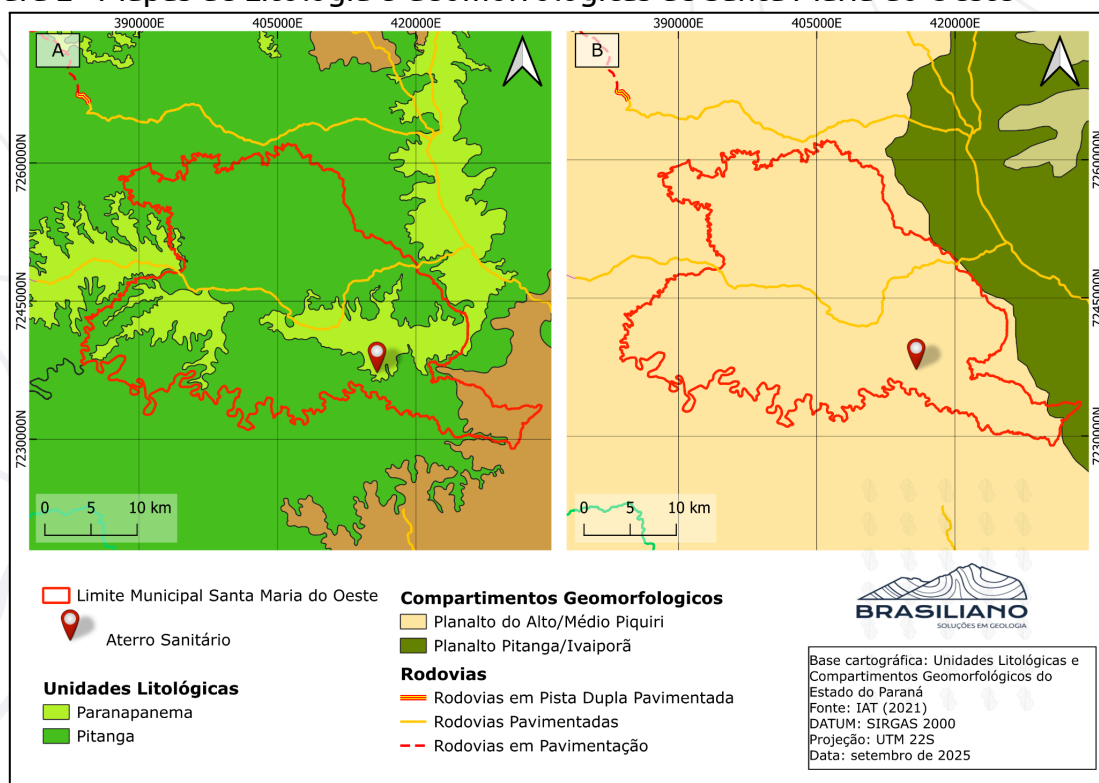 A
B
390000E
405000E
420000E
390000E
405000E
420000E
7260000N
7245000N
7230000N
7260000N
7245000N
7230000N
0 5 10 km
0 5 10 km
Limite Municipal Santa Maria do Oeste
Aterro Sanitário
Unidades Litológicas
Paranapanema
Pitanga
Compartimentos Geomorfologicos
Planalto do Alto/Médio Piquiri
Planalto Pitanga/Ivaiporã
Rodovias
Rodovias em Pista Dupla Pavimentada
Rodovias Pavimentadas
Rodovias em Pavimentação
BRASILIANO
SOLUÇÕES EM GEOLOGIA
Base cartográfica: Unidades Litológicas e
Compartimentos Geomorfológicos do
Estado do Paraná
Fonte: IAT (2021)
DATUM: SIRGAS 2000
Projeção: UTM 22S
Data: setembro de 2025